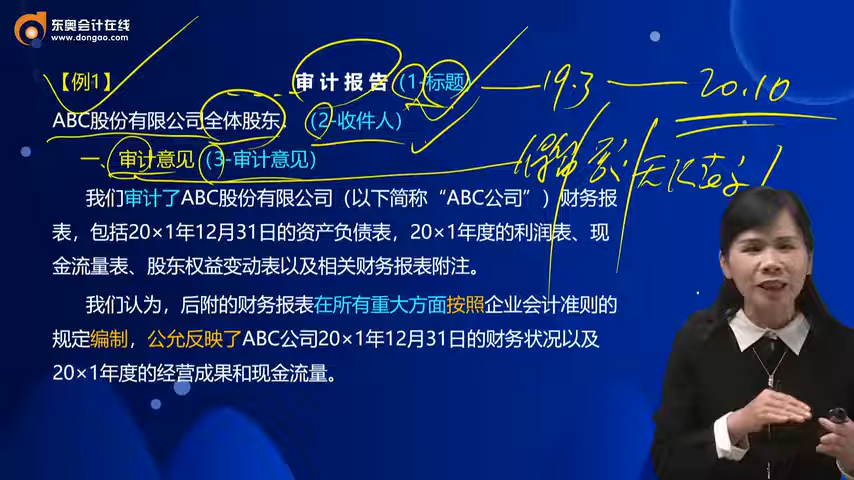 东奥会计在线
www.dongao.com
【例1】 审计报告（1-标题）
19.3 20.10
ABC股份有限公司全体股东：（2-收件人）
一、审计意见（3-审计意见）
我们审计了ABC股份有限公司（以下简称“ABC公司”）财务报
表，包括20×1年12月31日的资产负债表，20×1年度的利润表、现
金流量表、股东权益变动表以及相关财务报表附注。
我们认为，后附的财务报表在所有重大方面按照企业会计准则的
规定编制，公允反映了ABC公司20×1年12月31日的财务状况以及
20×1年度的经营成果和现金流量。